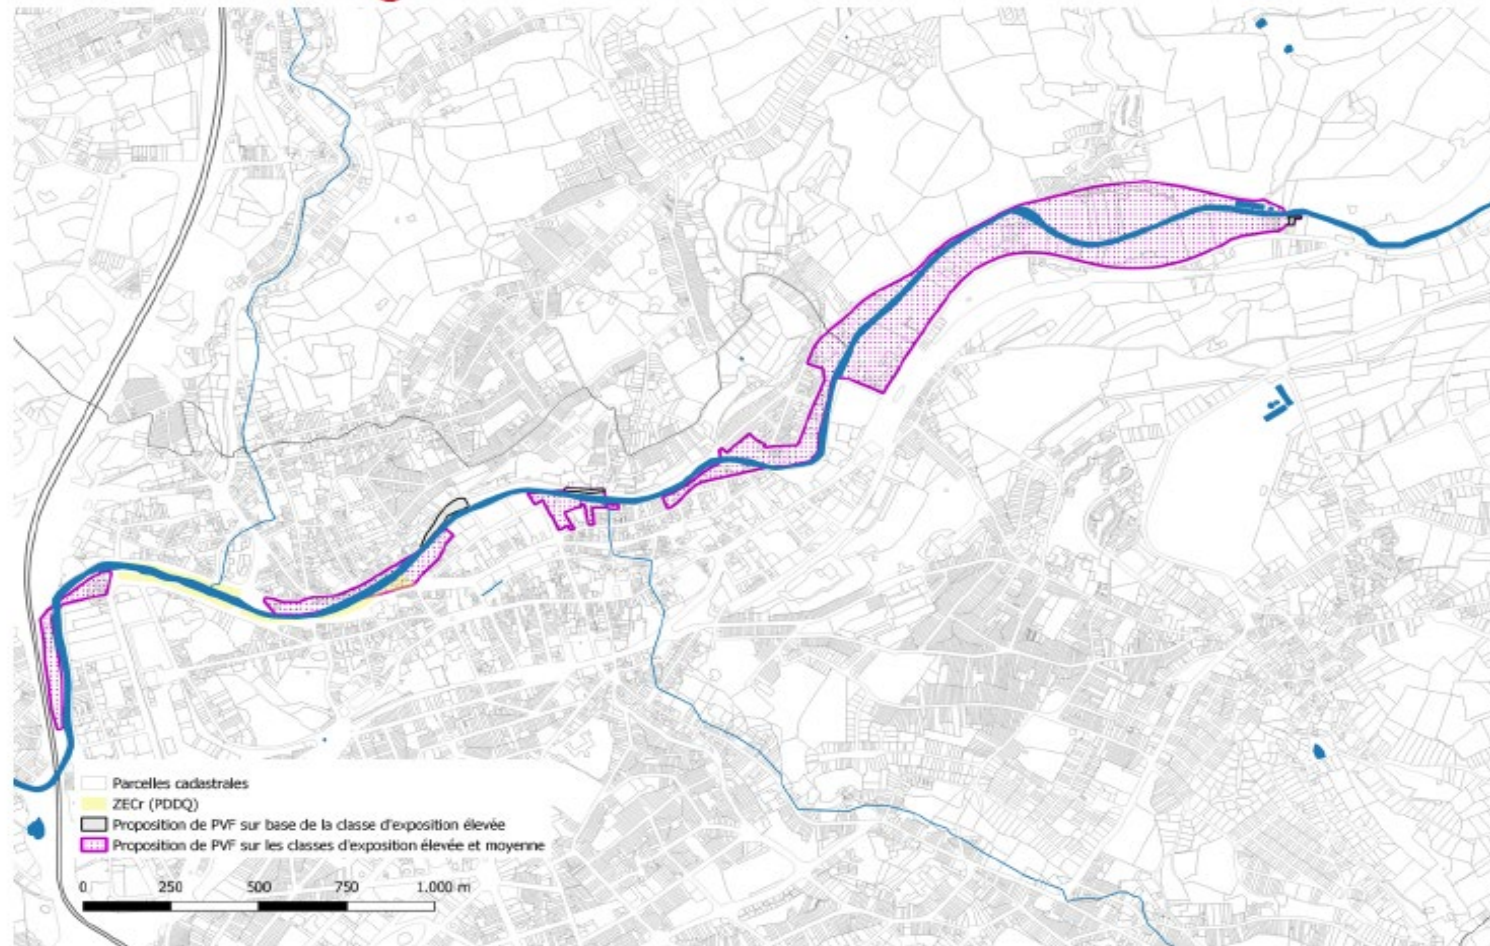 Parcelles cadastrales
ZECr (PDDQ)
Proposition de PVF sur base de la classe d'exposition élevée
Proposition de PVF sur les classes d'exposition élevée et moyenne
0 250 500 750 1.000 m